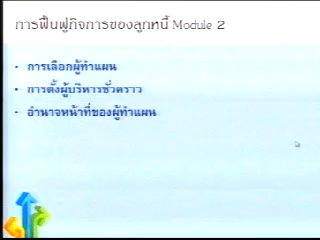 การฟื้นฟูกิจการของลูกหนี้ Module 2
• การเลือกผู้ทำแผน
• การตั้งผู้บริหารชั่วคราว
• อำนาจหน้าที่ของผู้ทำแผน